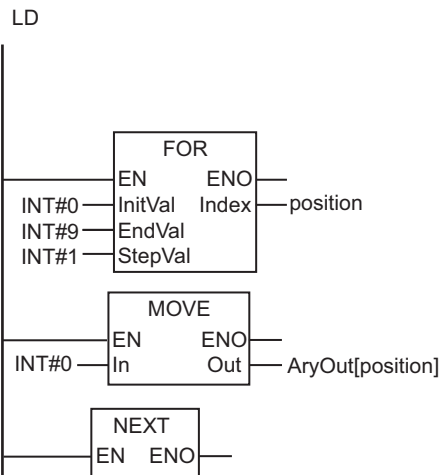 LD
FOR
EN ENO
INT#0 InitVal Index position
INT#9 EndVal
INT#1 StepVal
MOVE
EN ENO
INT#0 In Out AryOut[position]
NEXT
EN ENO